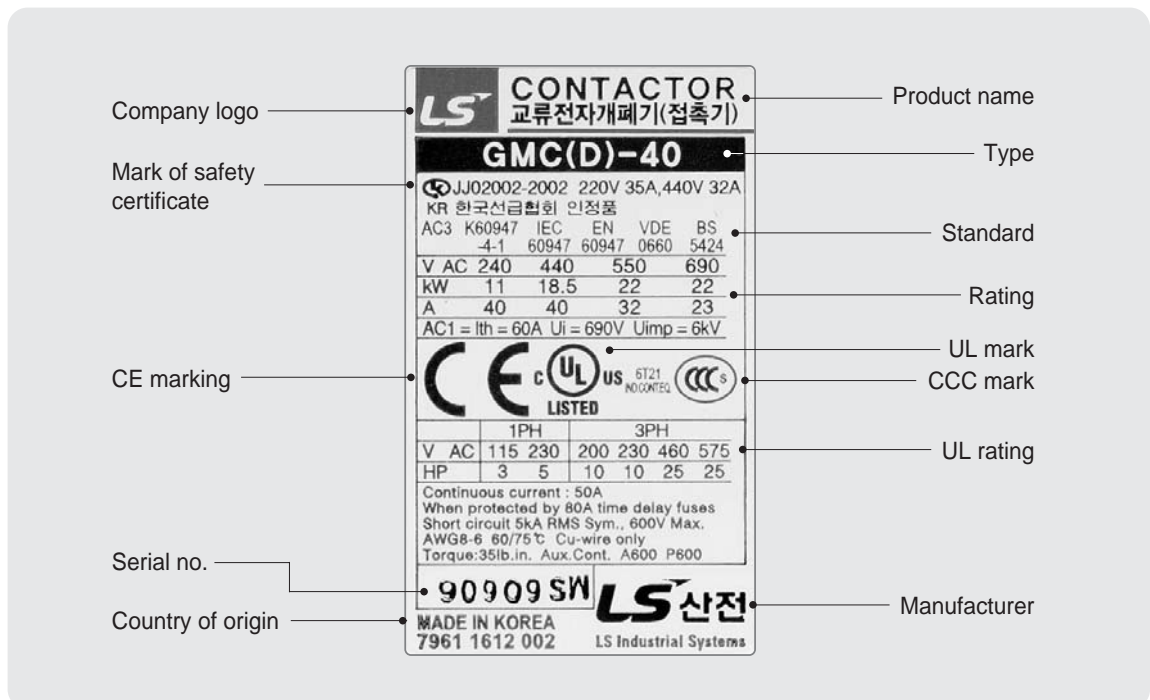 Company logo
Mark of safety
certificate
CE marking
Serial no.
Country of origin
LS
CONTACTOR
교류전자개폐기(접촉기)
GMC(D)-40
JJ02002-2002 220V 35A,440V 32A
KR 한국선급협회 인정품
AC3 K60947 IEC EN VDE BS
-4-1 60947 60947 0660 5424
V AC 240 440 550 690
kW 11 18.5 22 22
A 40 40 32 23
AC1 = Ith = 60A Ui = 690V Uimp = 6kV
CE C UL US LISTED 6T21 IND.CONT.EQ. CCC S
1PH 3PH
V AC 115 230 200 230 460 575
HP 3 5 10 10 25 25
Continuous current : 50A
When protected by 80A time delay fuses
Short circuit 5kA RMS Sym., 600V Max.
AWG8-6 60/75℃ Cu-wire only
Torque:35lb.in. Aux.Cont. A600 P600
90909 SW
LS산전
MADE IN KOREA
7961 1612 002 LS Industrial Systems
Product name
Type
Standard
Rating
UL mark
CCC mark
UL rating
Manufacturer